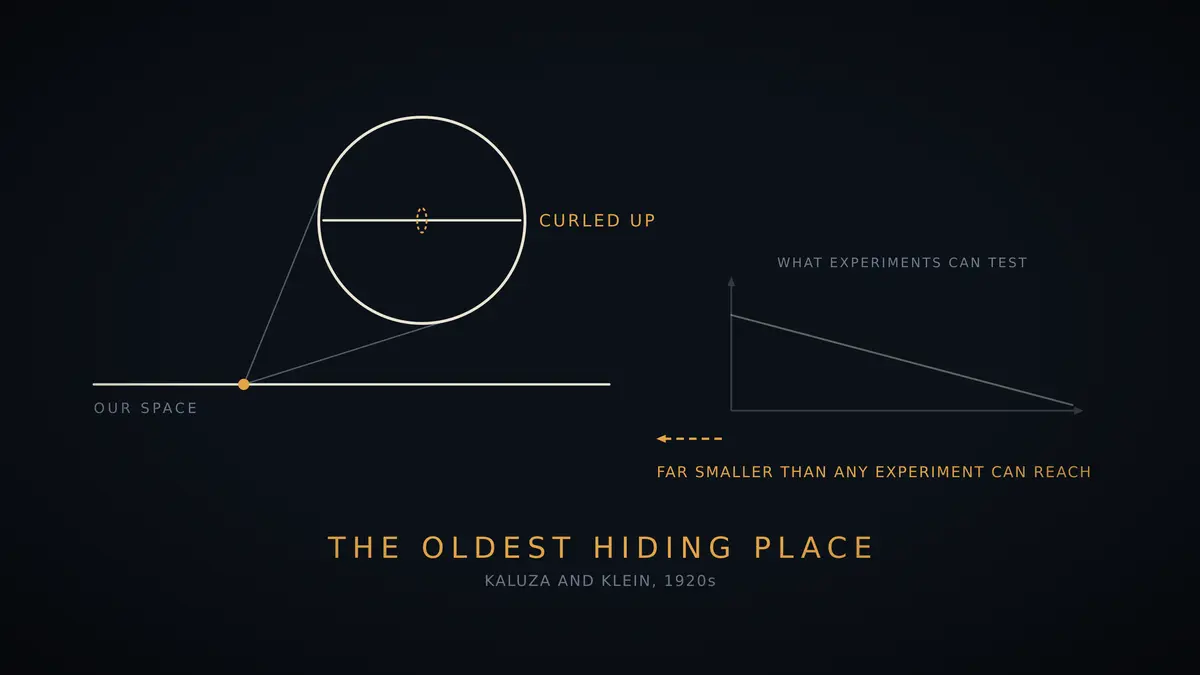 CURLED UP
WHAT EXPERIMENTS CAN TEST
OUR SPACE
FAR SMALLER THAN ANY EXPERIMENT CAN REACH
THE OLDEST HIDING PLACE
KALUZA AND KLEIN, 1920s